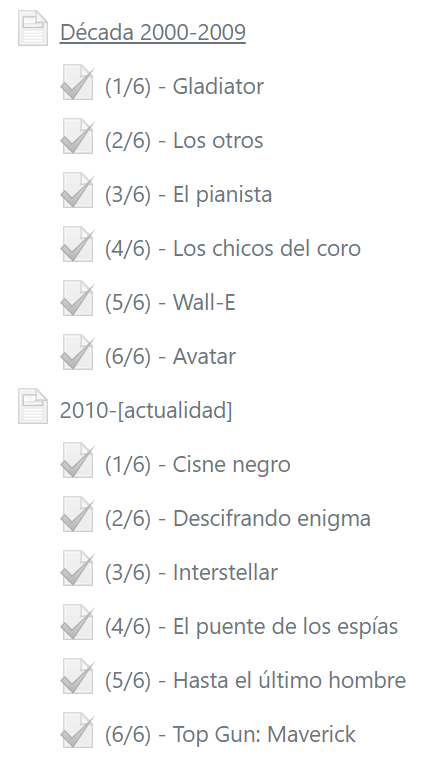 Década 2000-2009
(1/6) - Gladiator
(2/6) - Los otros
(3/6) - El pianista
(4/6) - Los chicos del coro
(5/6) - Wall-E
(6/6) - Avatar
2010-[actualidad]
(1/6) - Cisne negro
(2/6) - Descifrando enigma
(3/6) - Interstellar
(4/6) - El puente de los espías
(5/6) - Hasta el último hombre
(6/6) - Top Gun: Maverick